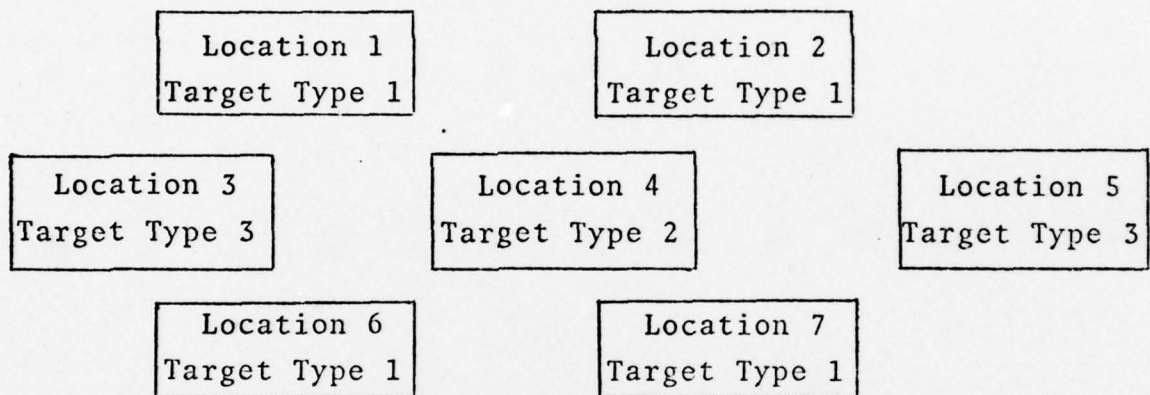 Location 1
Target Type 1
Location 2
Target Type 1
Location 3
Target Type 3
Location 4
Target Type 2
Location 5
Target Type 3
Location 6
Target Type 1
Location 7
Target Type 1